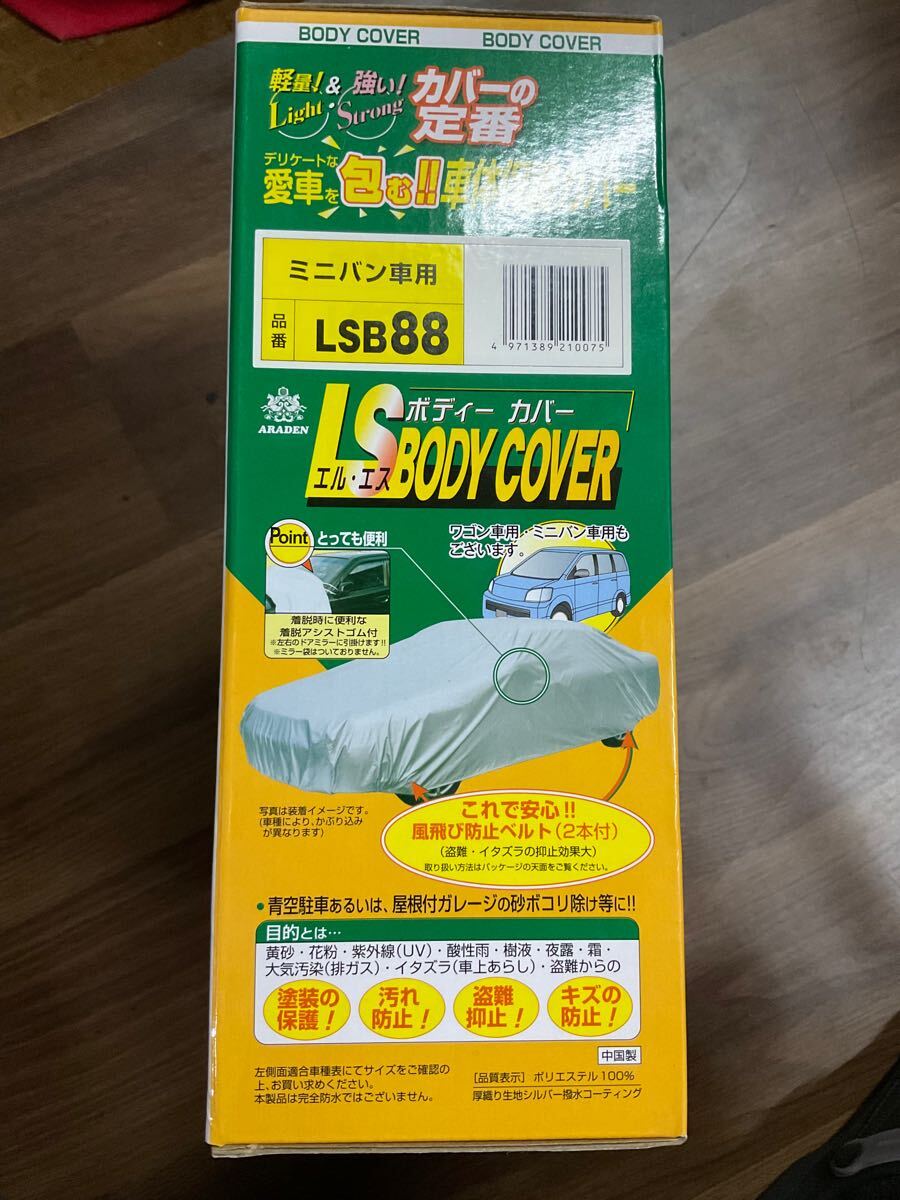 BODY COVER BODY COVER
軽量！&強い！
Light・Strong
カバーの
定番
デリケートな
愛車を包む!!車体
バー
ミニバン車用
品番 LSB88
4 971389 210075
ARADEN
LS ボディー カバー
エル・エス BODY COVER
Point とっても便利
ワゴン車用・ミニバン車用も
ございます。
着脱時に便利な
着脱アシストゴム付
※左右のドアミラーに引掛けます!!
※ミラー袋はついておりません。
写真は装着イメージです。
(車種により、かぶり込み
が異なります)
これで安心!!
風飛び防止ベルト(2本付)
(盗難・イタズラの抑止効果大)
取り扱い方法はパッケージの天面をご覧ください。
・青空駐車あるいは、屋根付ガレージの砂ボコリ除け等に!!
目的とは…
黄砂・花粉・紫外線(UV)・酸性雨・樹液・夜露・霜・
大気汚染(排ガス)・イタズラ(車上あらし)・盗難からの
塗装の
保護！
汚れ
防止！
盗難
抑止！
キズの
防止！
中国製
左側面適合車種表にてサイズをご確認の
上、お買い求めください。
本製品は完全防水ではございません。
［品質表示］ ポリエステル100%
厚織り生地シルバー撥水コーティング